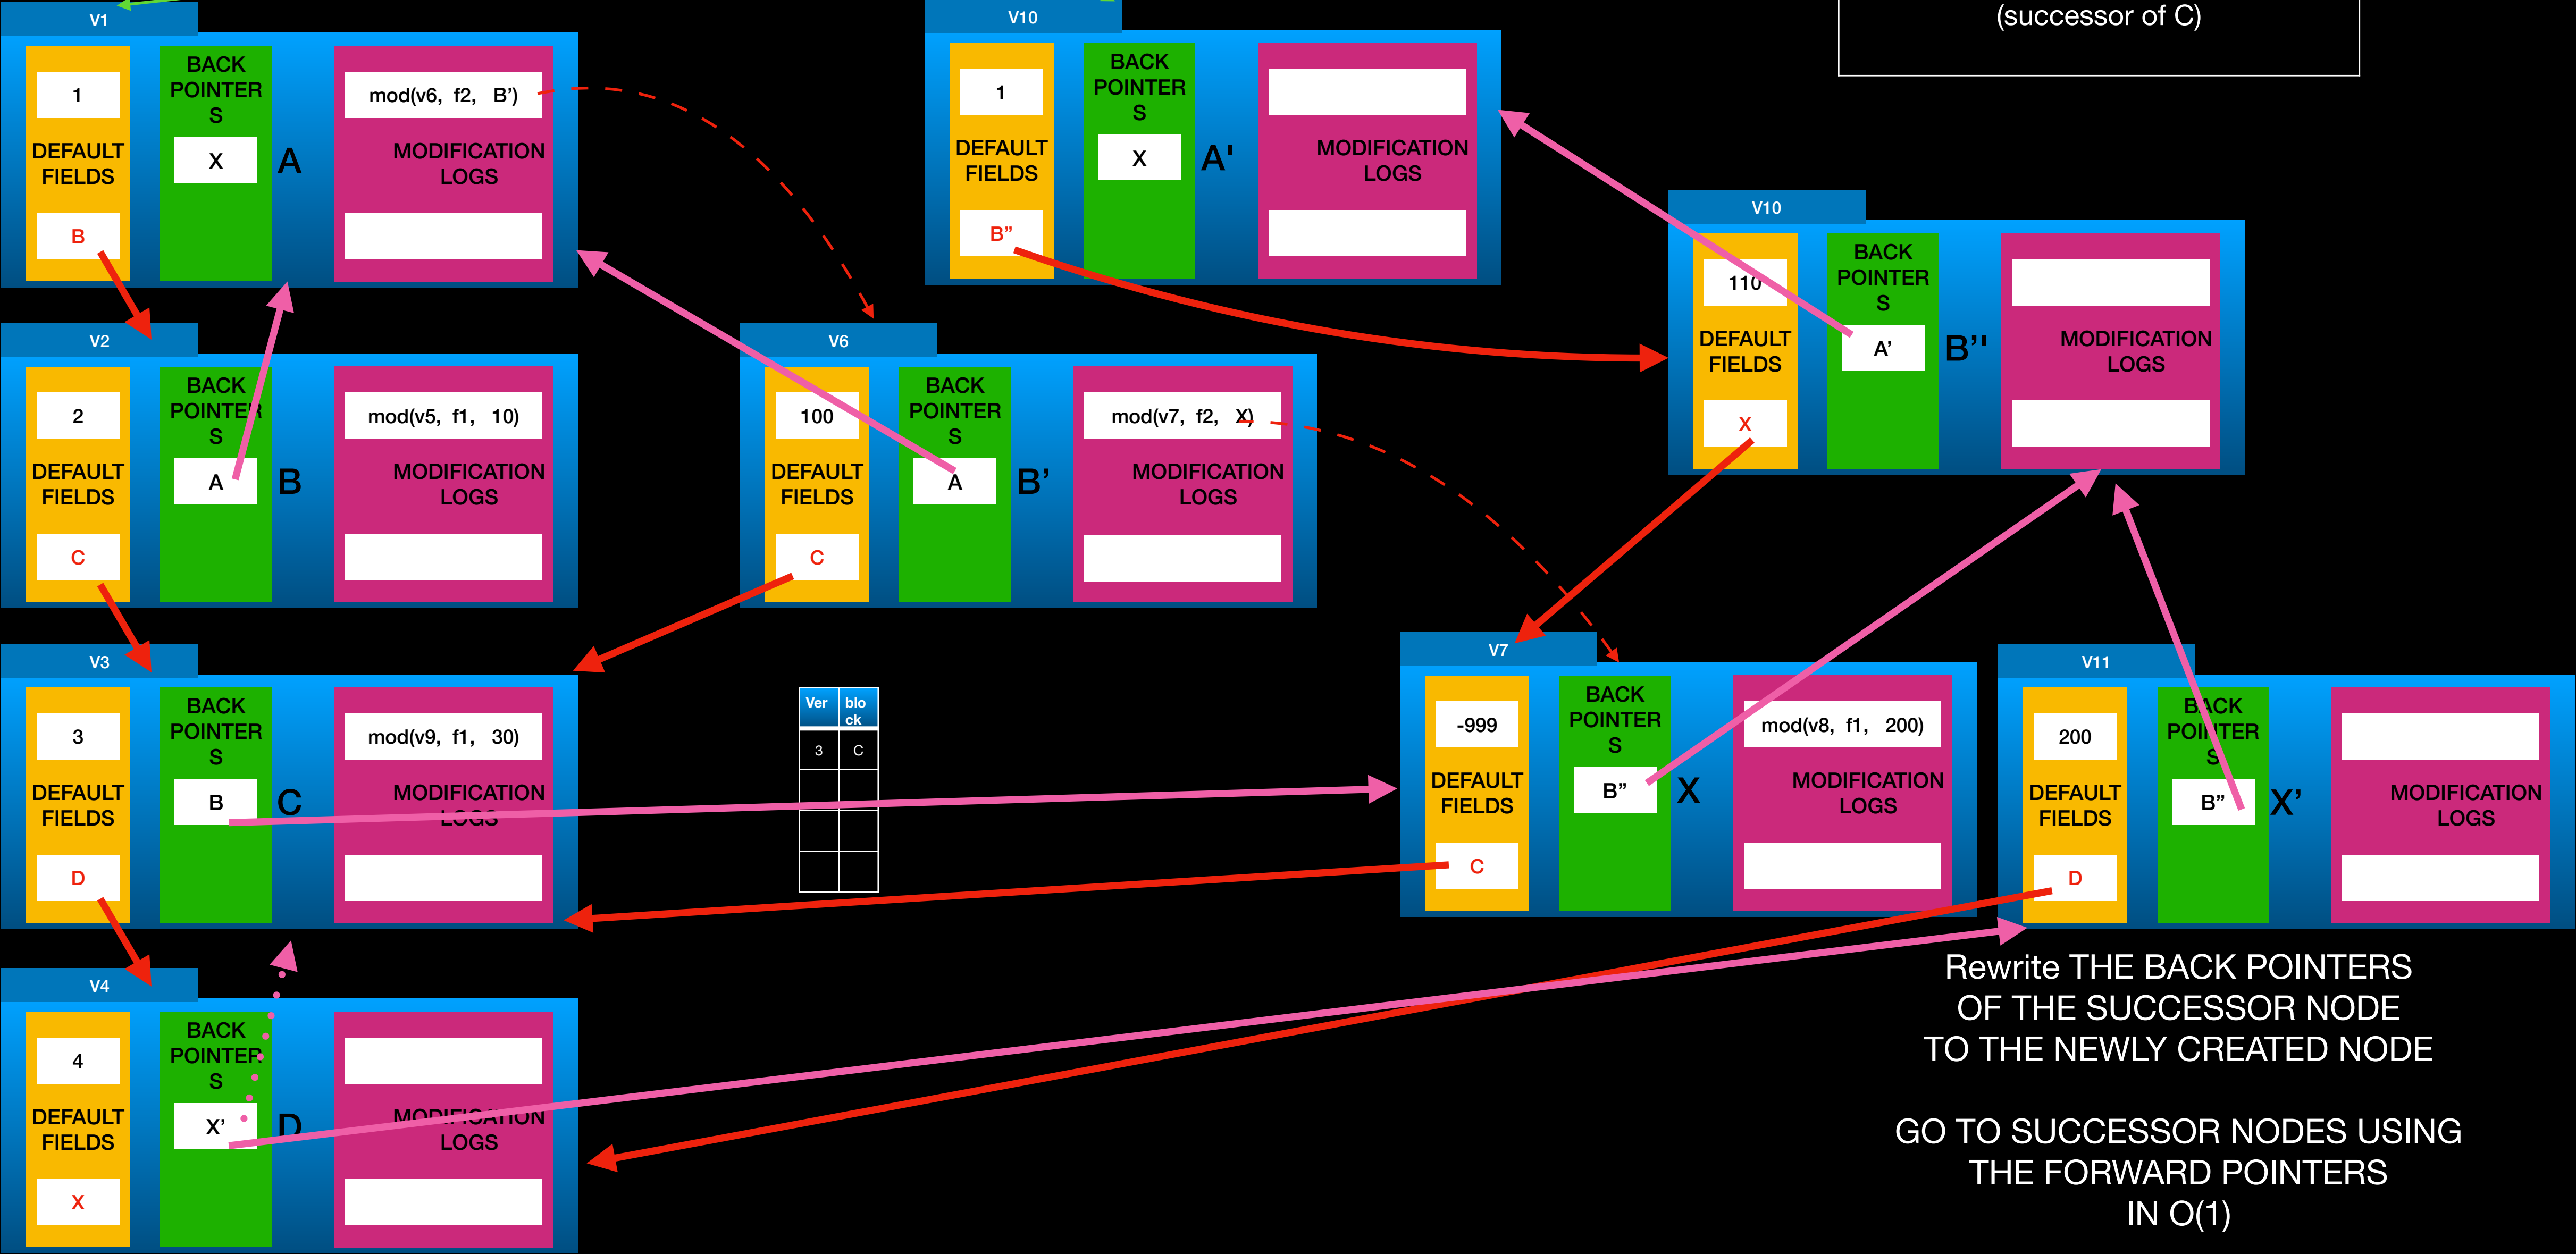 (successor of C)
V1
1
DEFAULT
FIELDS
B
BACK
POINTER
S
X
A
mod(v6, f2, B’)
MODIFICATION
LOGS
V10
1
DEFAULT
FIELDS
B”
BACK
POINTER
S
X
A'
MODIFICATION
LOGS
V10
110
DEFAULT
FIELDS
X
BACK
POINTER
S
A’
B''
MODIFICATION
LOGS
V2
2
DEFAULT
FIELDS
C
BACK
POINTER
S
A
B
mod(v5, f1, 10)
MODIFICATION
LOGS
V6
100
DEFAULT
FIELDS
C
BACK
POINTER
S
A
B’
mod(v7, f2, X)
MODIFICATION
LOGS
V3
3
DEFAULT
FIELDS
D
BACK
POINTER
S
B
C
mod(v9, f1, 30)
MODIFICATION
LOGS
Ver
blo
ck
3
C
V7
-999
DEFAULT
FIELDS
C
BACK
POINTER
S
B”
X
mod(v8, f1, 200)
MODIFICATION
LOGS
V11
200
DEFAULT
FIELDS
D
BACK
POINTER
S
B”
X’
MODIFICATION
LOGS
V4
4
DEFAULT
FIELDS
X
BACK
POINTER
S
X’
D
MODIFICATION
LOGS
Rewrite THE BACK POINTERS
OF THE SUCCESSOR NODE
TO THE NEWLY CREATED NODE
GO TO SUCCESSOR NODES USING
THE FORWARD POINTERS
IN O(1)